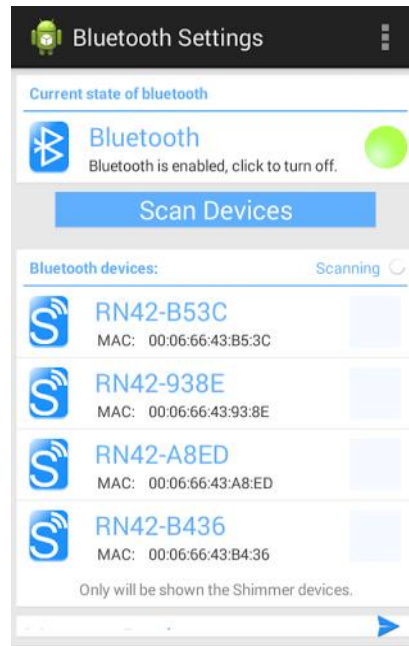 Bluetooth Settings
Current state of bluetooth
Bluetooth
Bluetooth is enabled, click to turn off.
Scan Devices
Bluetooth devices: Scanning
RN42-B53C
MAC: 00:06:66:43:B5:3C
RN42-938E
MAC: 00:06:66:43:93:8E
RN42-A8ED
MAC: 00:06:66:43:A8:ED
RN42-B436
MAC: 00:06:66:43:B4:36
Only will be shown the Shimmer devices.